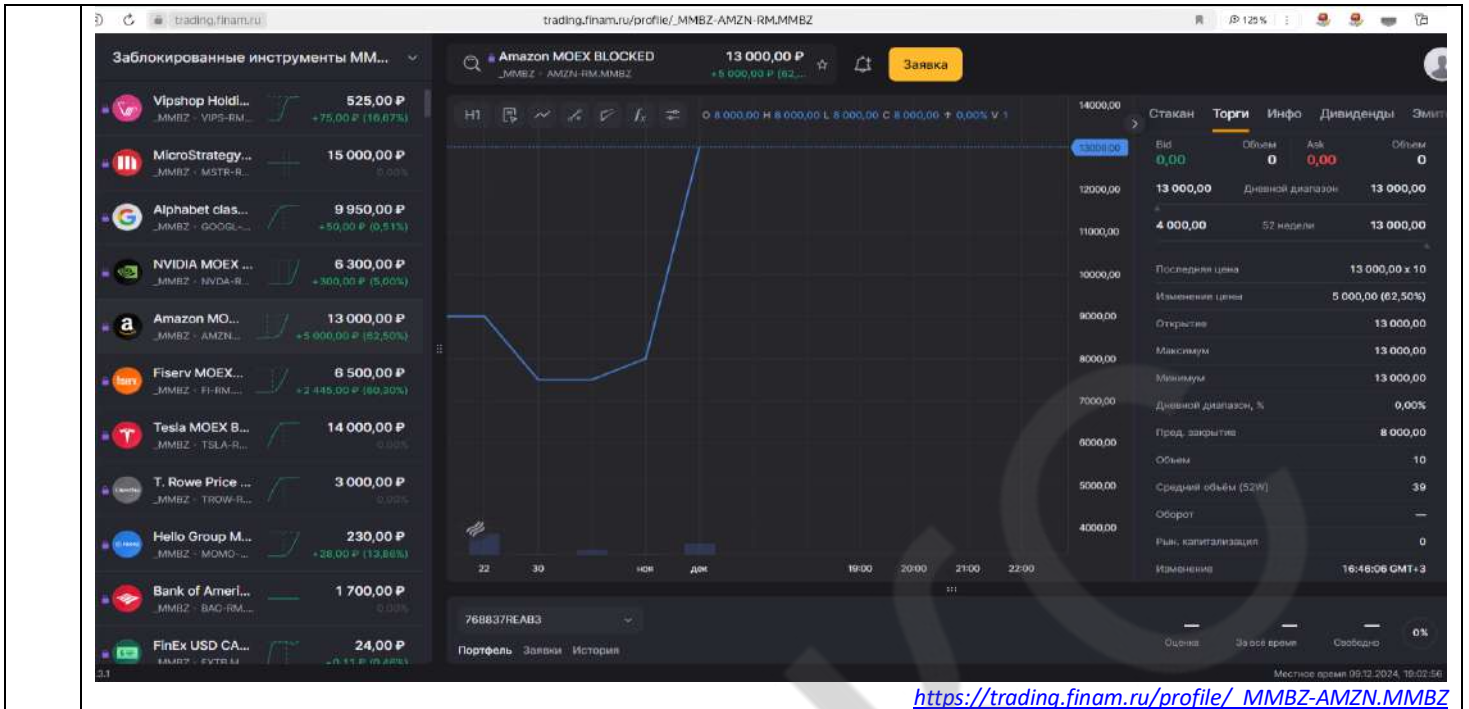 trading.finam.ru
trading.finam.ru/profile/_MMBZ-AMZN-RM.MMBZ
125 %
Заблокированные инструменты ММ...
Amazon MOEX BLOCKED
_MMBZ · AMZN-RM.MMBZ
13 000,00 ₽
+5 000,00 ₽ (62,...
Заявка
Vipshop Holdi...
525,00 ₽
_MMBZ · VIPS-RM...
+75,00 ₽ (16,67%)
MicroStrategy...
15 000,00 ₽
_MMBZ · MSTR-R...
0,00%
Alphabet clas...
9 950,00 ₽
_MMBZ · GOOGL-...
+50,00 ₽ (0,51%)
NVIDIA MOEX ...
6 300,00 ₽
_MMBZ · NVDA-R...
+300,00 ₽ (5,00%)
Amazon MO...
13 000,00 ₽
_MMBZ · AMZN...
+5 000,00 ₽ (62,50%)
Fiserv MOEX...
6 500,00 ₽
_MMBZ · FI-RM....
+2 445,00 ₽ (60,30%)
Tesla MOEX B...
14 000,00 ₽
_MMBZ · TSLA-R...
0,00%
T. Rowe Price ...
3 000,00 ₽
_MMBZ · TROW-R...
0,00%
Hello Group M...
230,00 ₽
_MMBZ · MOMO-...
+28,00 ₽ (13,86%)
Bank of Ameri...
1 700,00 ₽
_MMBZ · BAC-RM....
0,00%
FinEx USD CA...
24,00 ₽
+0,11 ₽ (0,46%)
3.1
H1
O 8 000,00 H 8 000,00 L 8 000,00 C 8 000,00 + 0,00% V 1
14000,00
13000,00
12000,00
11000,00
10000,00
9000,00
8000,00
7000,00
6000,00
5000,00
4000,00
22 30 ноя дек 19:00 20:00 21:00 22:00
768837REAB3
Портфель Заявки История
Стакан Торги Инфо Дивиденды Эмит
Bid Объем Ask Объем
0,00 0 0,00 0
13 000,00 Дневной диапазон 13 000,00
4 000,00 52 недели 13 000,00
Последняя цена 13 000,00 x 10
Изменение цены 5 000,00 (62,50%)
Открытие 13 000,00
Максимум 13 000,00
Минимум 13 000,00
Дневной диапазон, % 0,00%
Пред. закрытие 8 000,00
Объем 10
Средний объём (52W) 39
Оборот —
Рын. капитализация 0
Изменение 16:46:06 GMT+3
Оценка За всё время Свободно 0%
Местное время 09.12.2024, 19:02:56
https://trading.finam.ru/profile/_MMBZ-AMZN.MMBZ